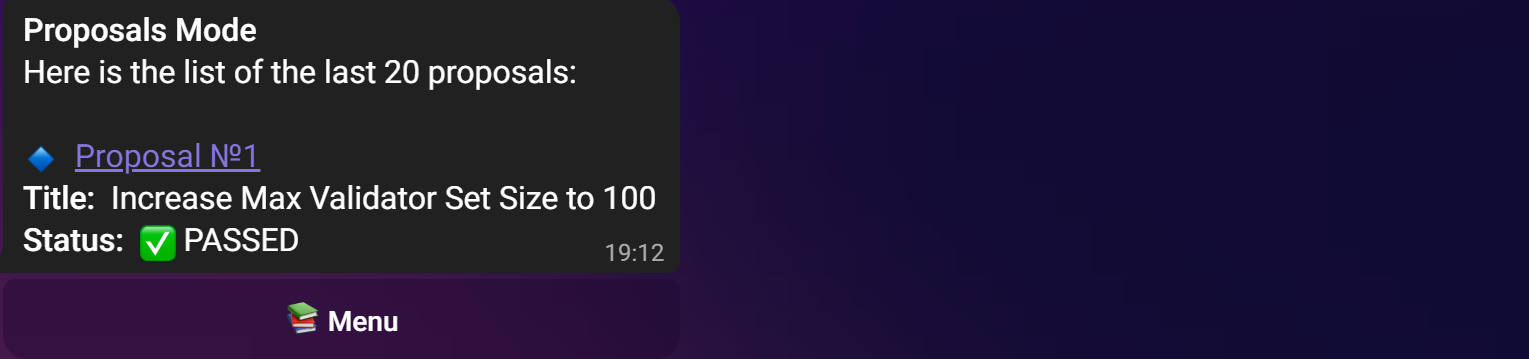 Proposals Mode
Here is the list of the last 20 proposals:
🔹 Proposal №1
Title: Increase Max Validator Set Size to 100
Status: ✅ PASSED
19:12
📚 Menu